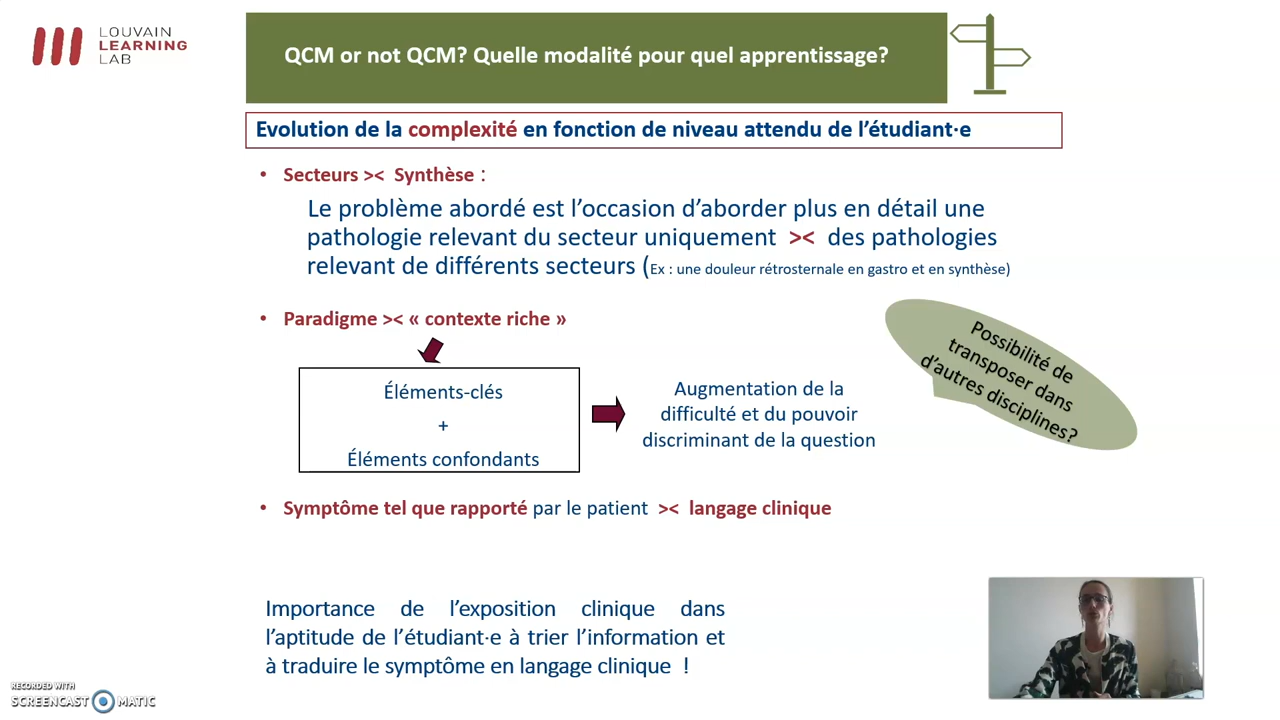 LOUVAIN
LEARNING
LAB
QCM or not QCM? Quelle modalité pour quel apprentissage?
Evolution de la complexité en fonction de niveau attendu de l’étudiant·e
• Secteurs >< Synthèse :
Le problème abordé est l’occasion d’aborder plus en détail une
pathologie relevant du secteur uniquement >< des pathologies
relevant de différents secteurs (Ex : une douleur rétrosternale en gastro et en synthèse)
• Paradigme >< « contexte riche »
Éléments-clés
+
Éléments confondants
Augmentation de la
difficulté et du pouvoir
discriminant de la question
Possibilité de
transposer dans
d’autres disciplines?
• Symptôme tel que rapporté par le patient >< langage clinique
Importance de l’exposition clinique dans
l’aptitude de l’étudiant·e à trier l’information et
à traduire le symptôme en langage clinique !
RECORDED WITH
SCREENCAST MATIC